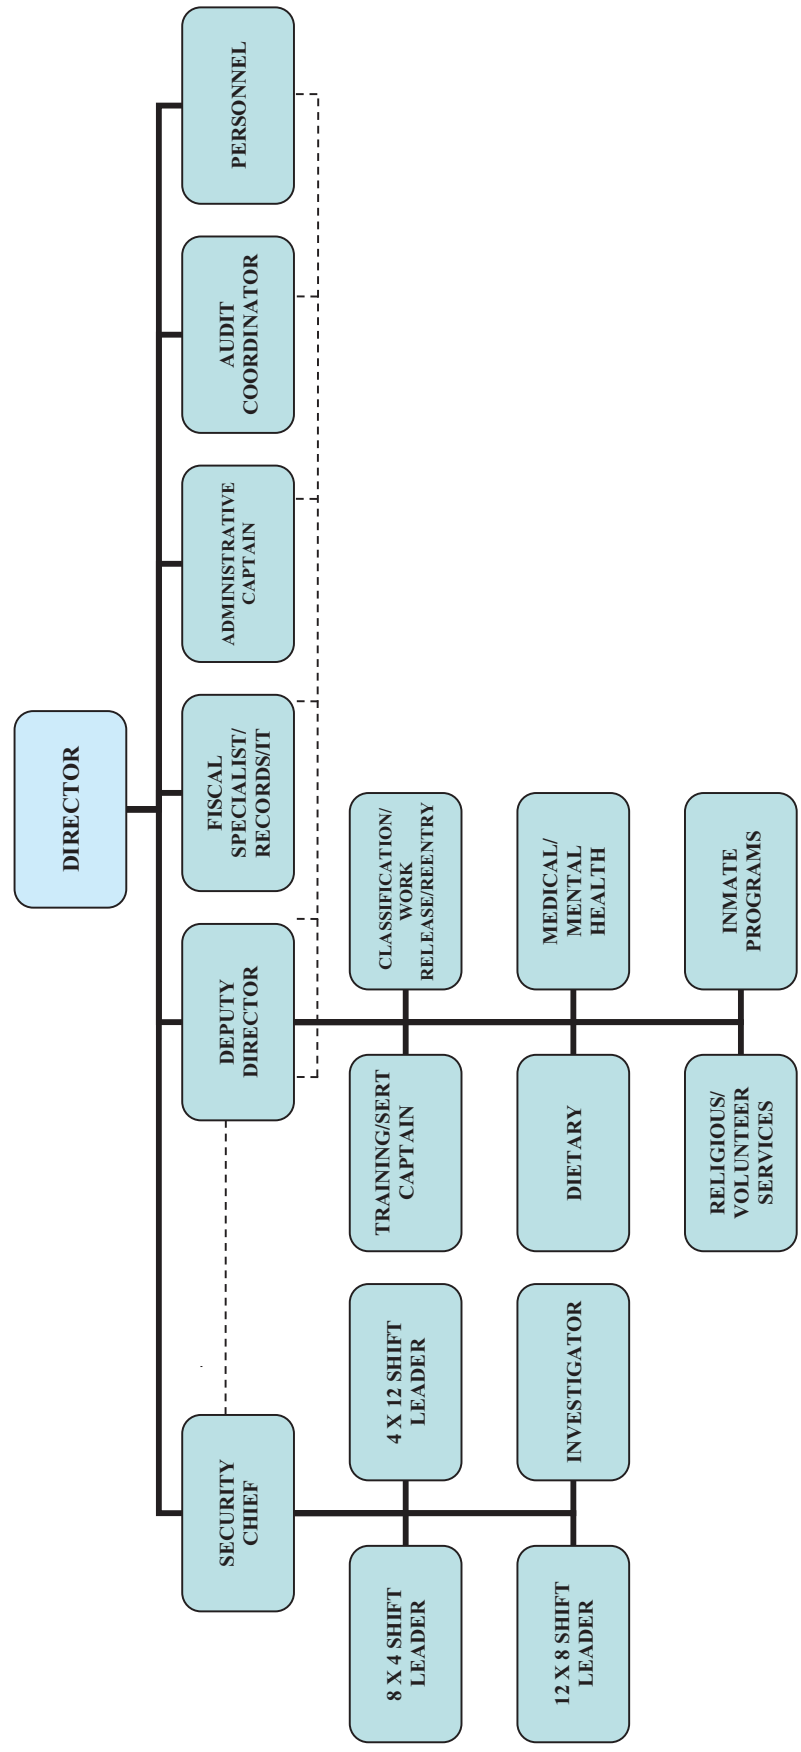 DIRECTOR
SECURITY
CHIEF
DEPUTY
DIRECTOR
FISCAL
SPECIALIST/
RECORDS/IT
ADMINISTRATIVE
CAPTAIN
AUDIT
COORDINATOR
PERSONNEL
8 X 4 SHIFT
LEADER
4 X 12 SHIFT
LEADER
TRAINING/SERT
CAPTAIN
CLASSIFICATION/
WORK
RELEASE/REENTRY
12 X 8 SHIFT
LEADER
INVESTIGATOR
DIETARY
MEDICAL/
MENTAL
HEALTH
RELIGIOUS/
VOLUNTEER
SERVICES
INMATE
PROGRAMS